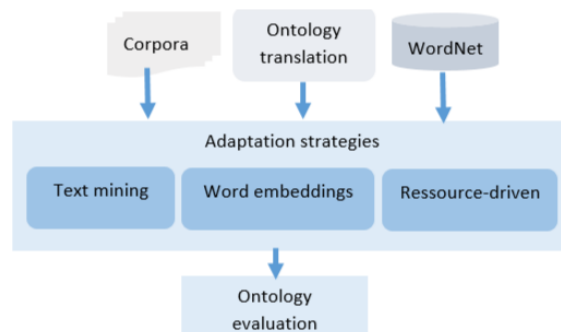 Corpora
Ontology
translation
WordNet
Adaptation strategies
Text mining
Word embeddings
Ressource-driven
Ontology
evaluation